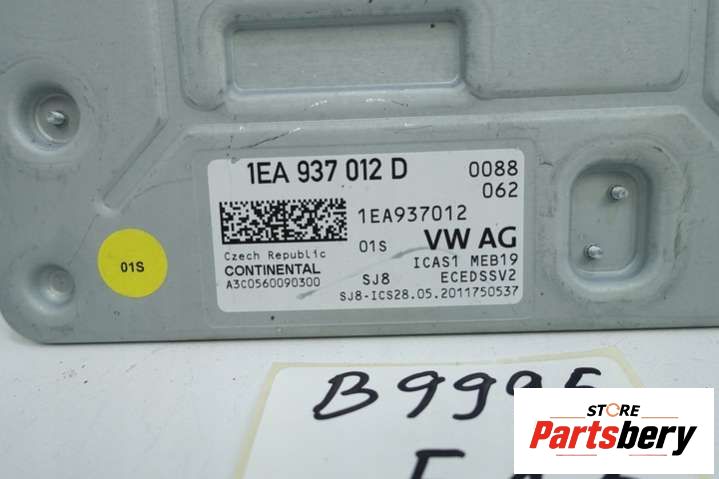 1EA 937 012 D
0088
062
1EA937012
01S
VW AG
Czech Republic
CONTINENTAL
A3C0560090300
ICAS1 MEB19
SJ8
ECEDSSV2
SJ8-ICS28.05.2011750537
01S
STORE
Partsbery